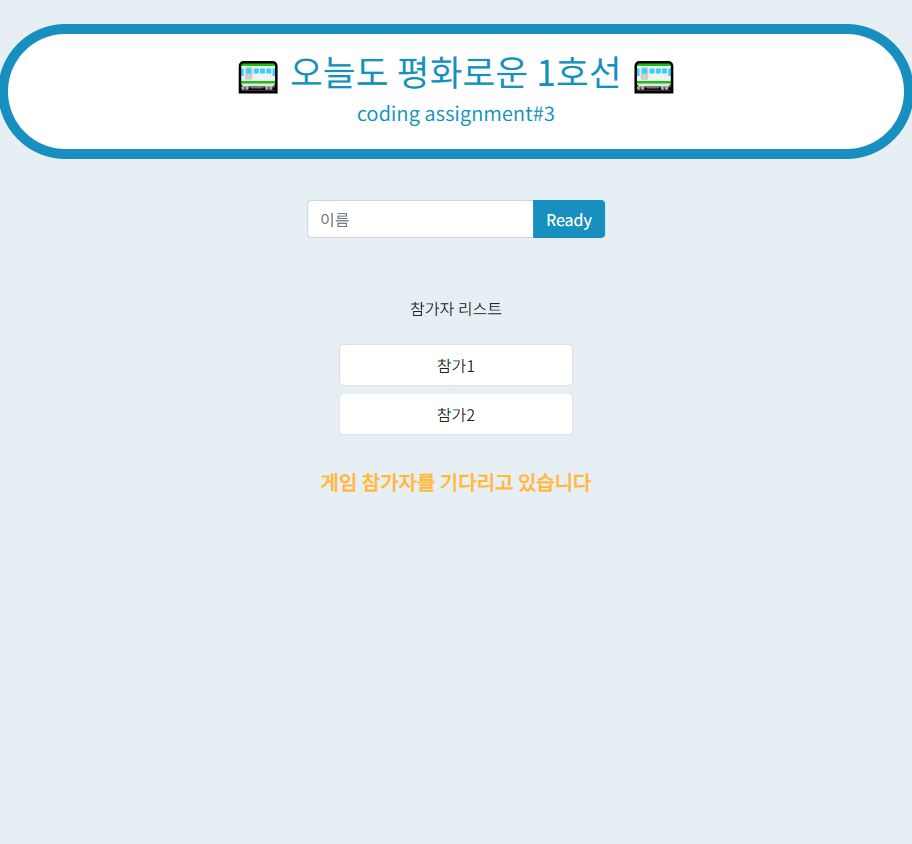 오늘도 평화로운 1호선
coding assignment#3
이름 Ready
참가자 리스트
참가1
참가2
게임 참가자를 기다리고 있습니다